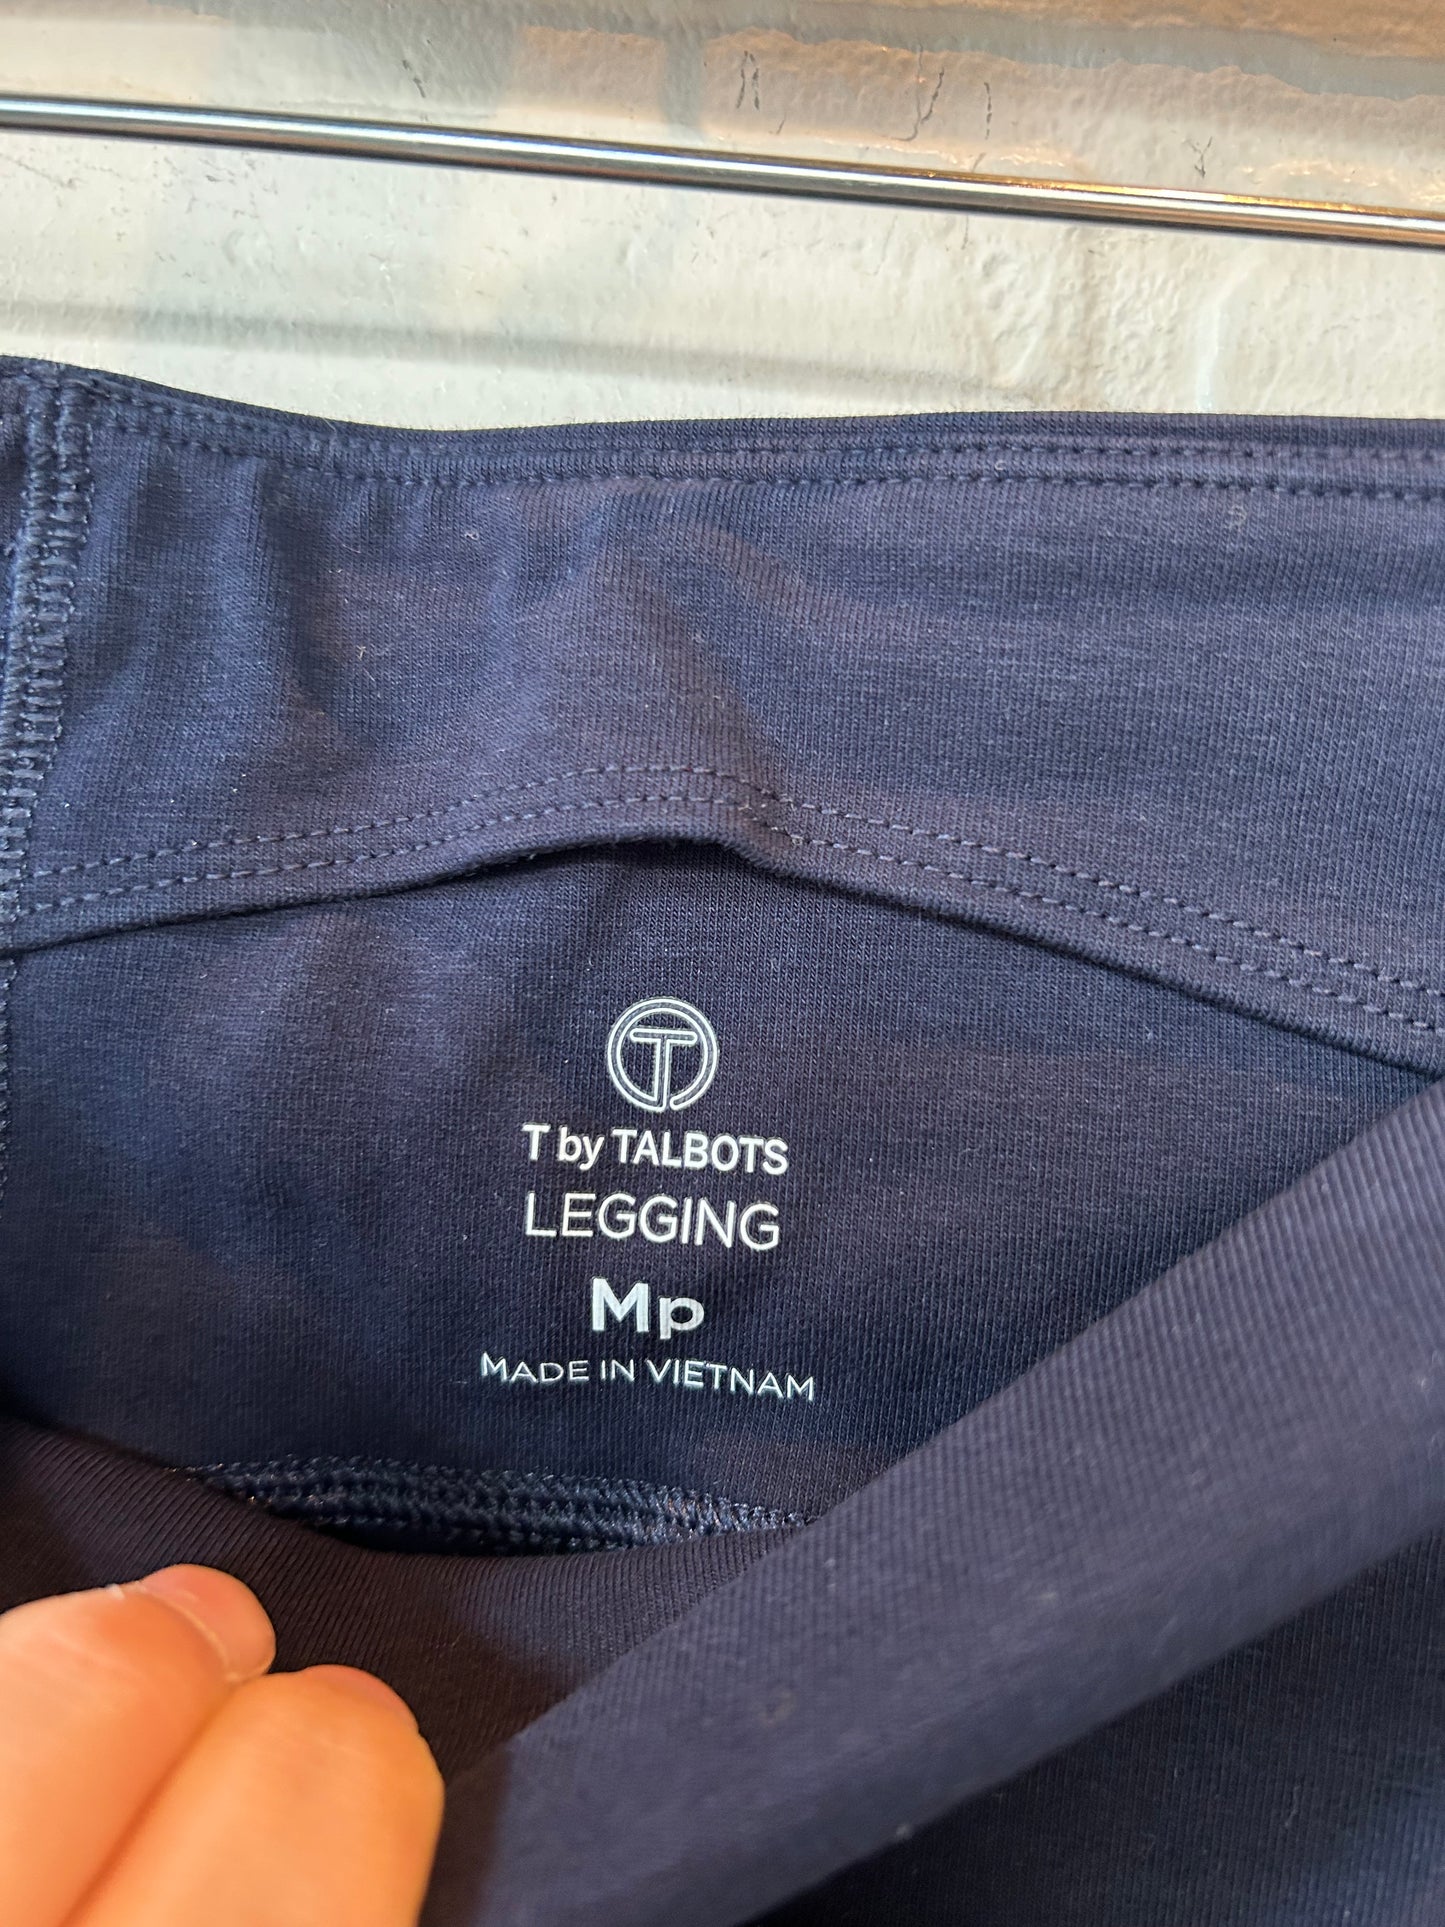 T
T by TALBOTS
LEGGING
Mp
MADE IN VIETNAM